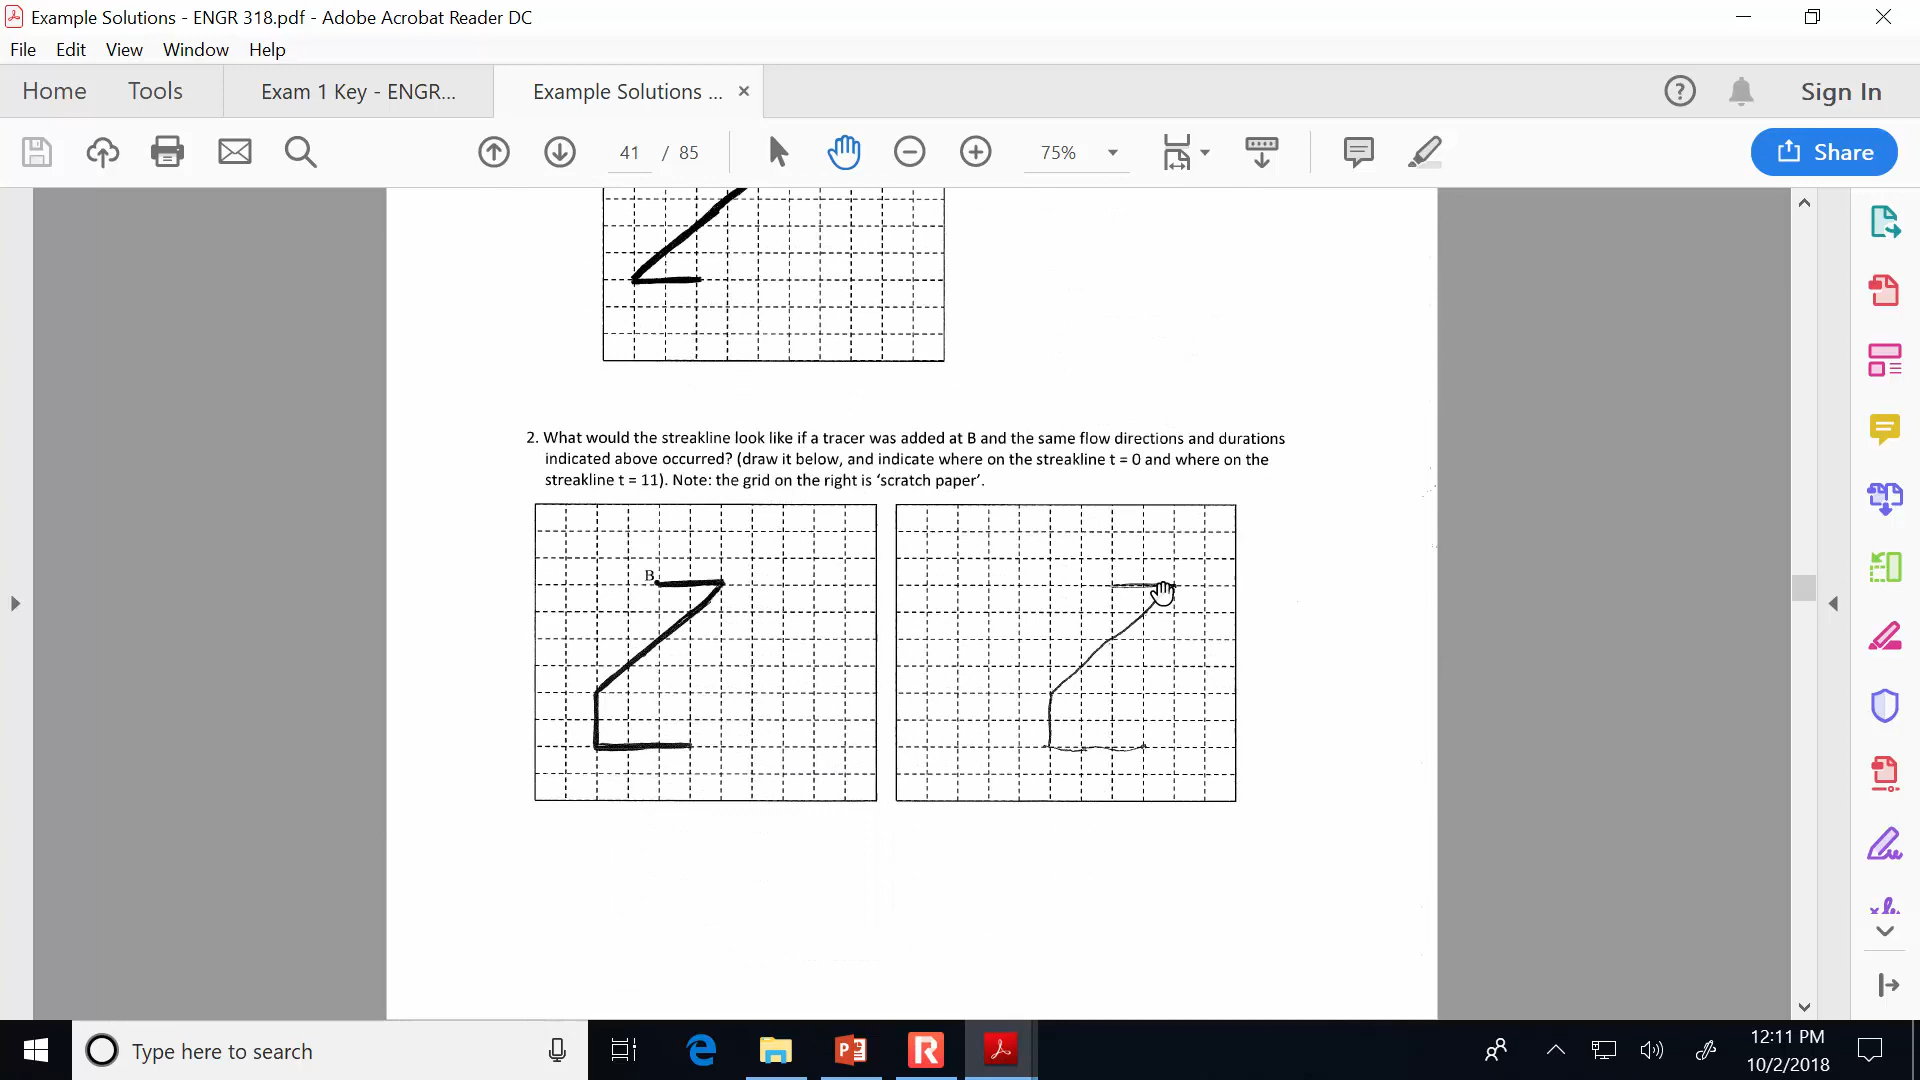 Example Solutions - ENGR 318.pdf - Adobe Acrobat Reader DC
File Edit View Window Help
Home Tools Exam 1 Key - ENGR... Example Solutions ... × Sign In
41 / 85 75% Share
2. What would the streakline look like if a tracer was added at B and the same flow directions and durations
indicated above occurred? (draw it below, and indicate where on the streakline t = 0 and where on the
streakline t = 11). Note: the grid on the right is ‘scratch paper’.
B
Type here to search
12:11 PM
10/2/2018